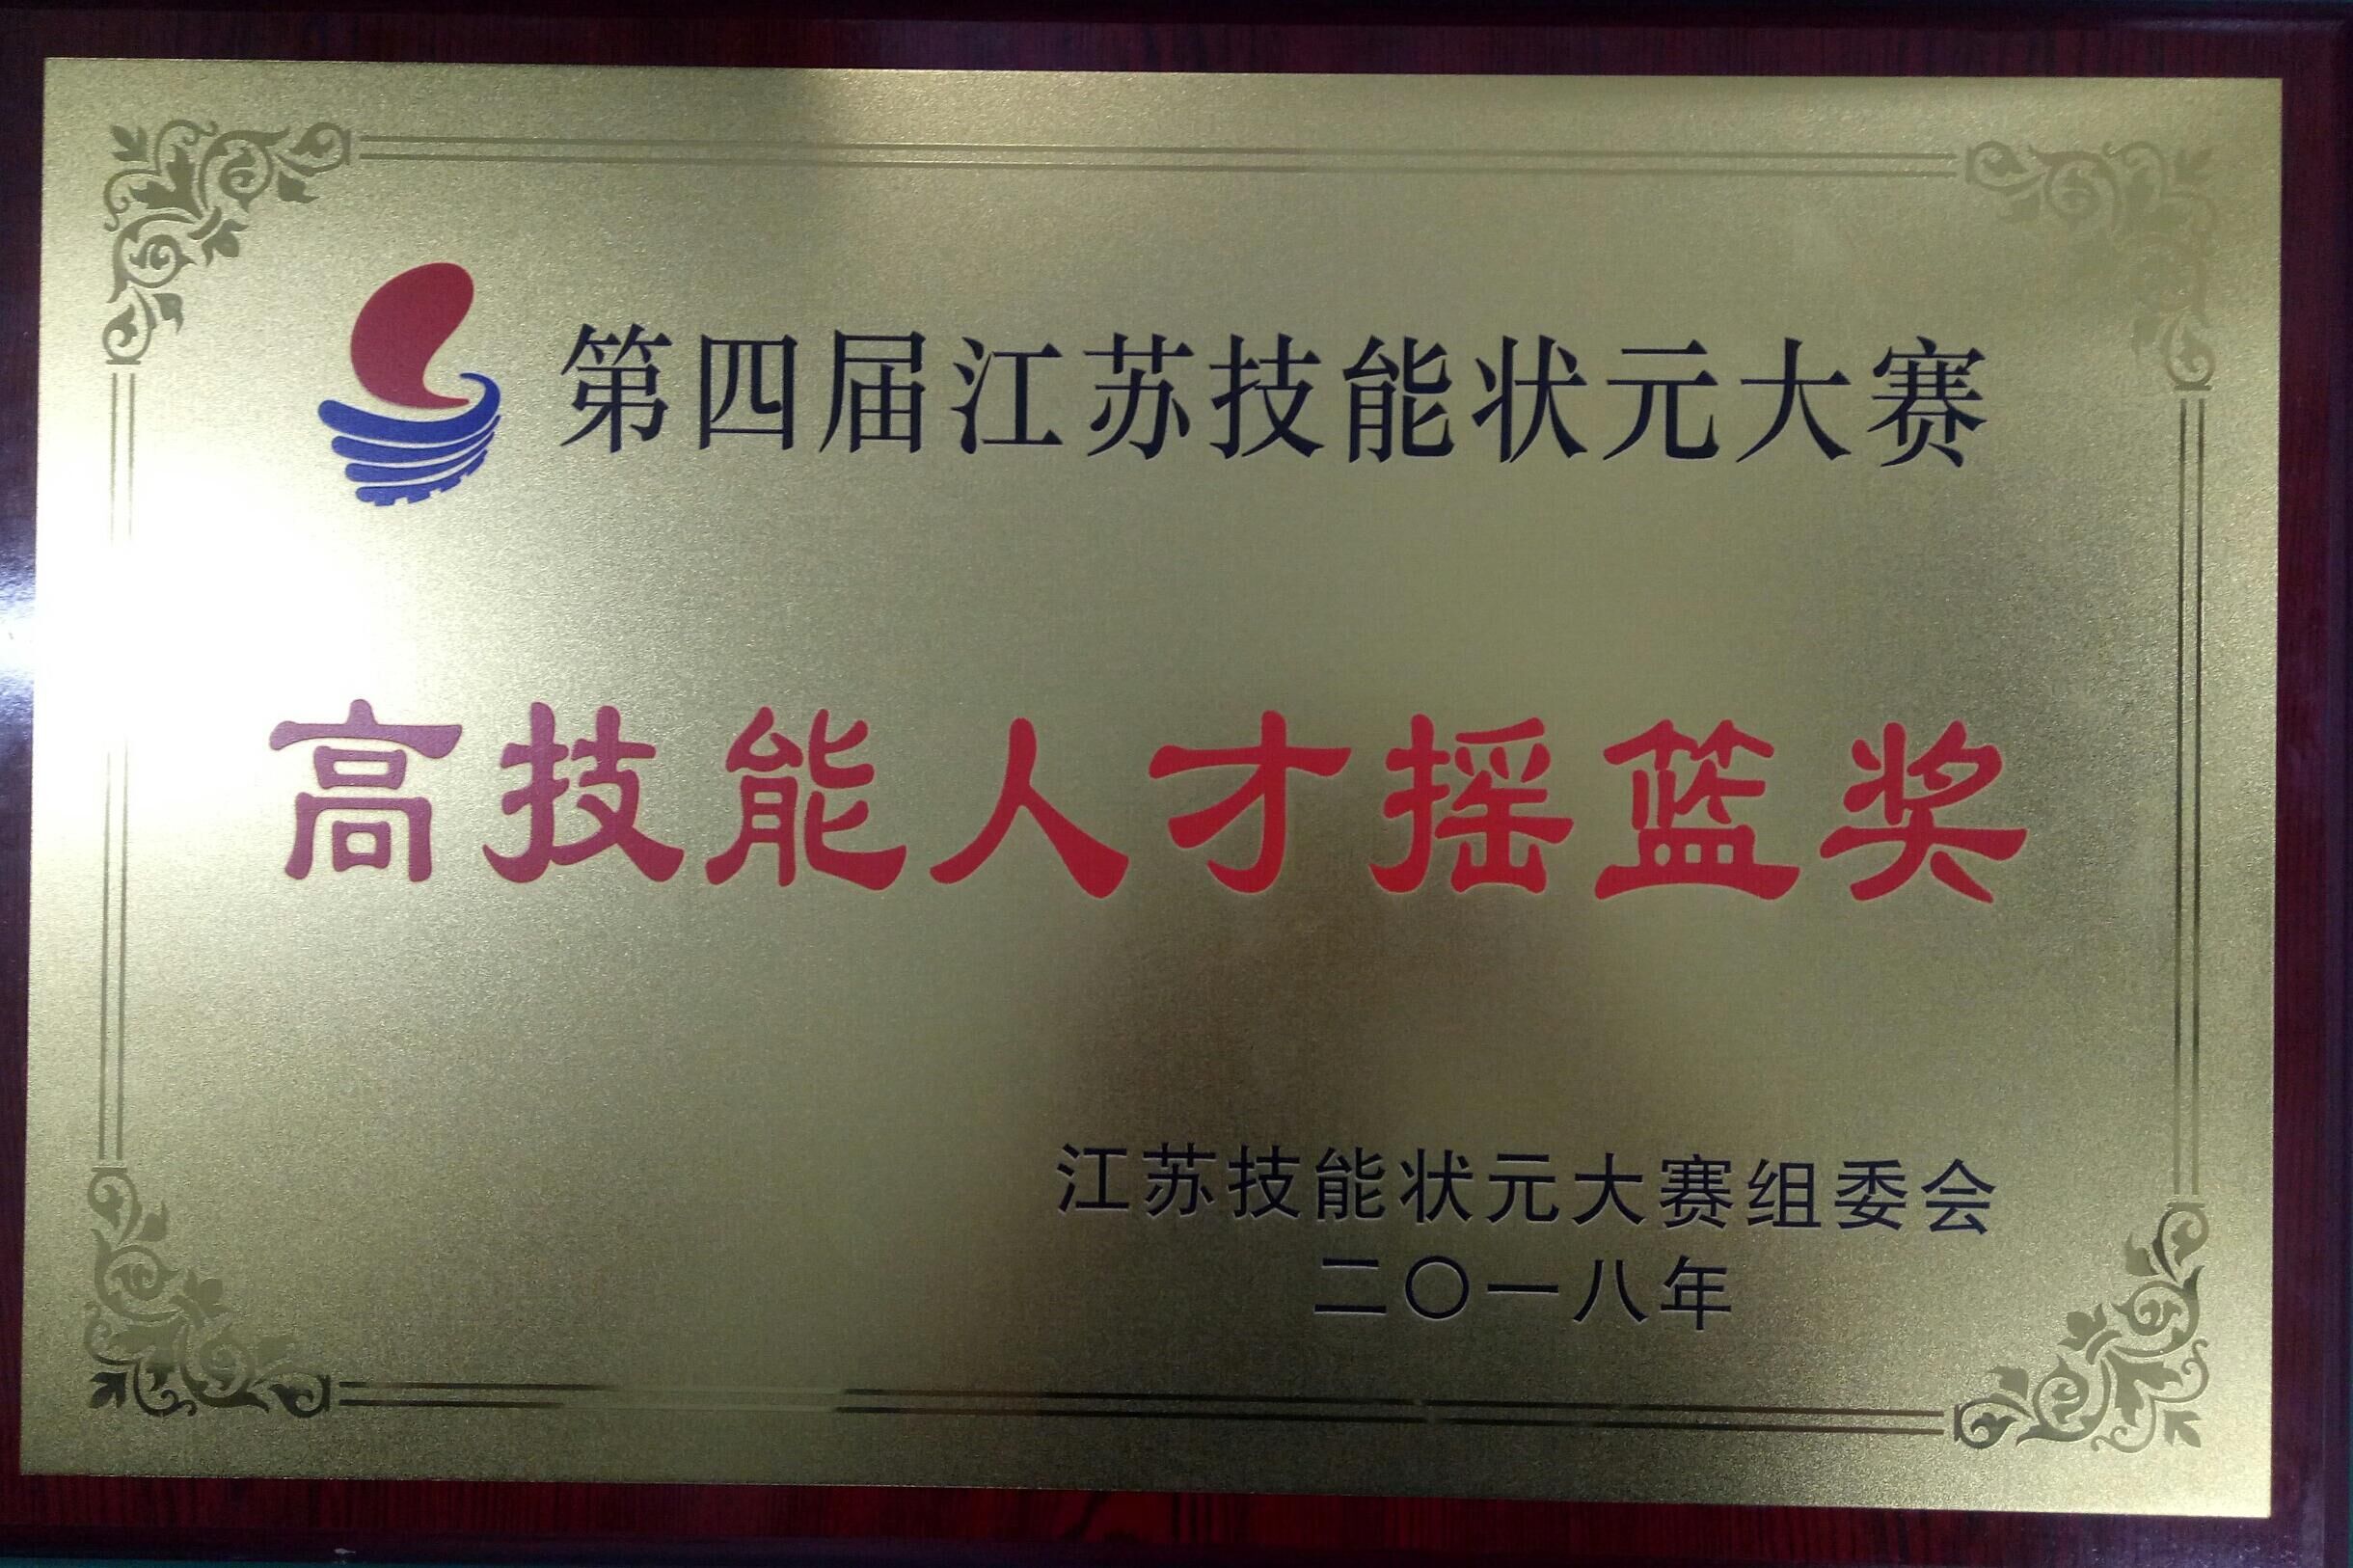 第四届江苏技能状元大赛
高技能人才摇篮奖
江苏技能状元大赛组委会
二〇一八年